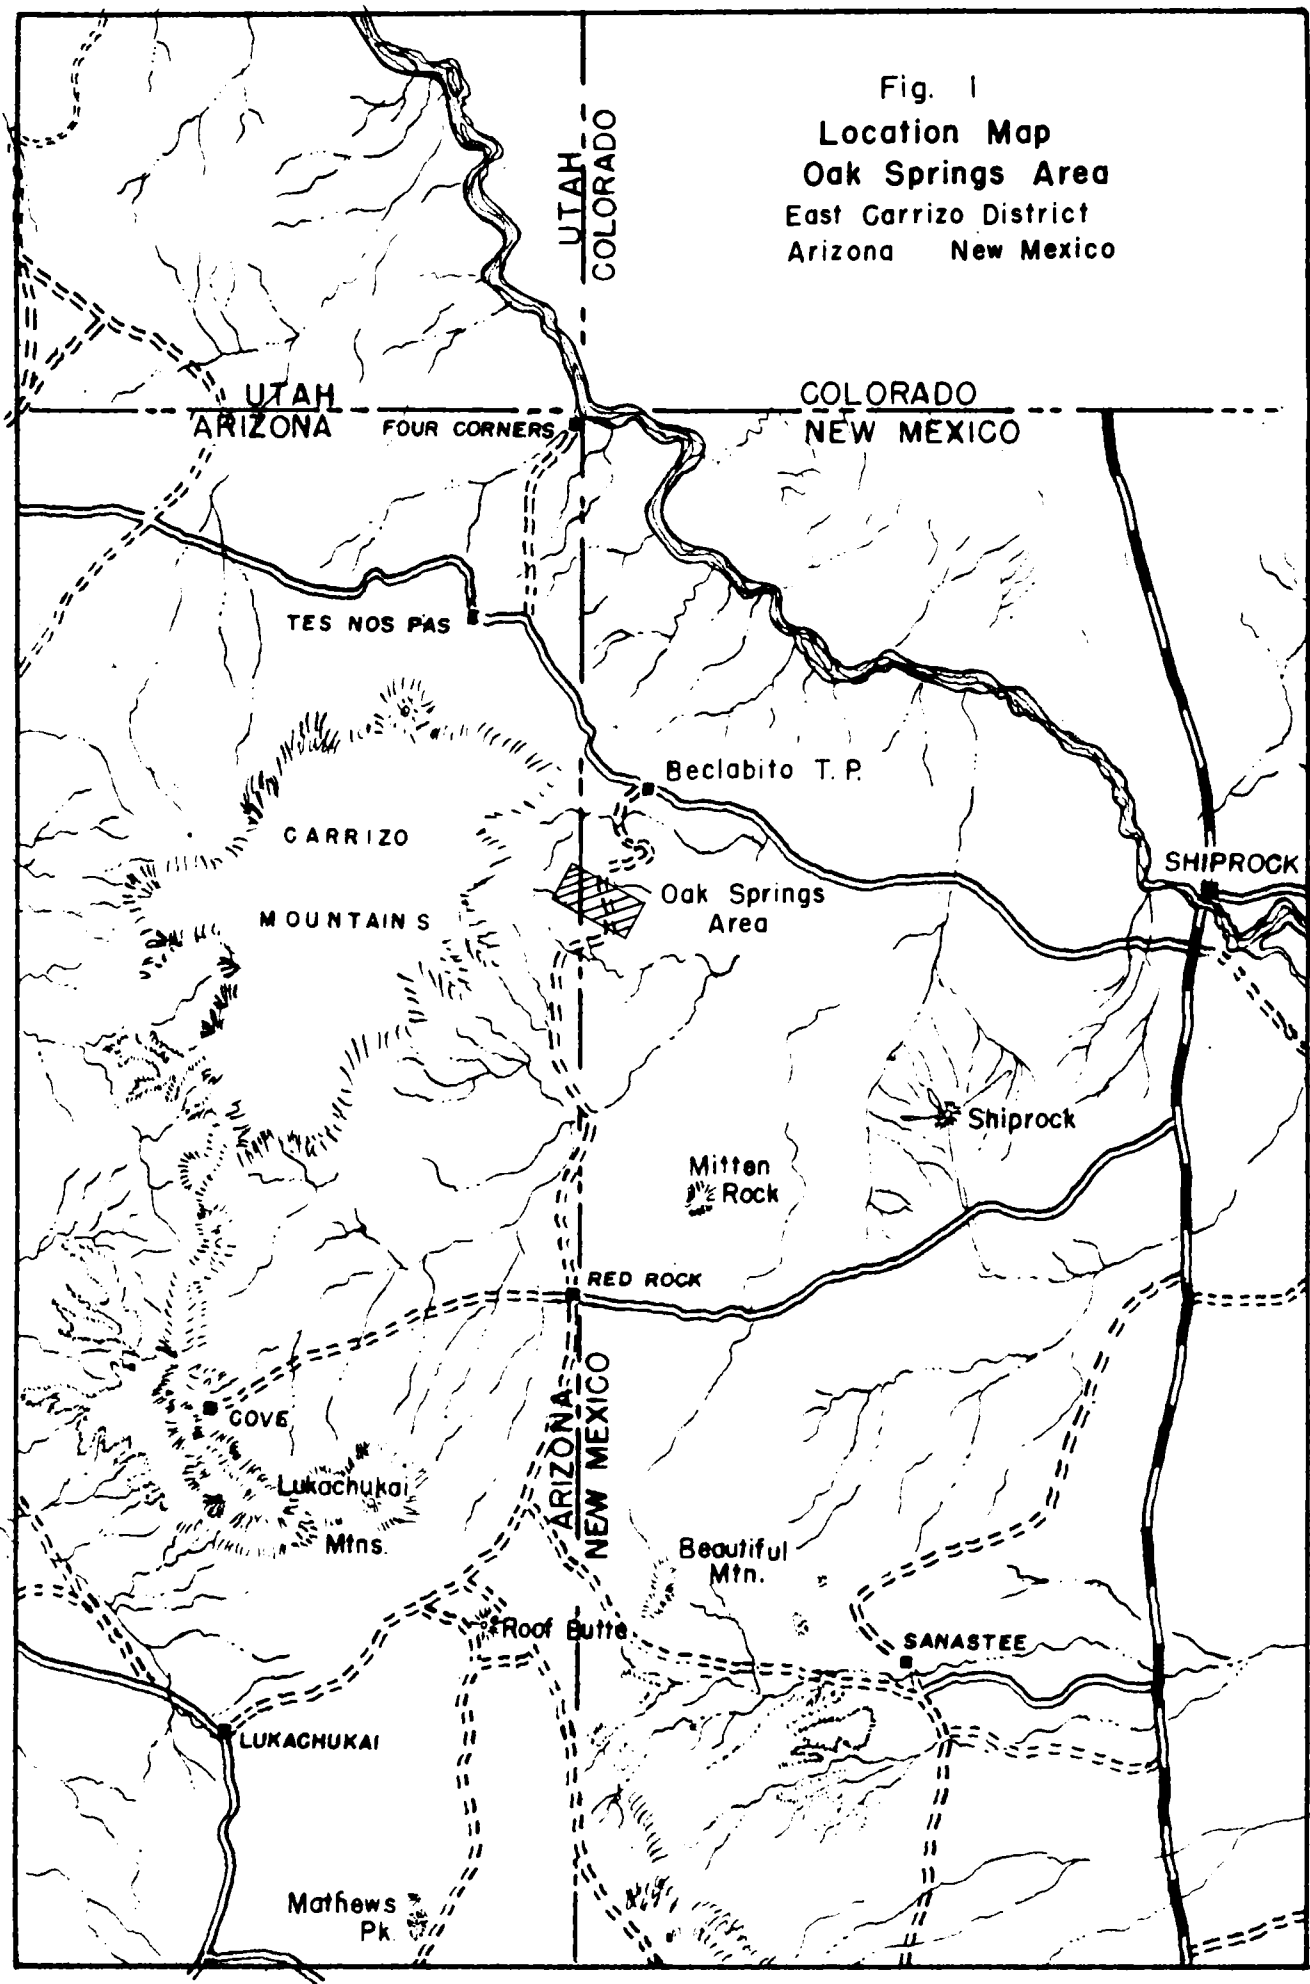 Fig. 1
Location Map
Oak Springs Area
East Carrizo District
Arizona New Mexico
UTAH
COLORADO
UTAH
ARIZONA
COLORADO
NEW MEXICO
FOUR CORNERS
TES NOS PAS
Beclabito T. P.
CARRIZO
MOUNTAINS
SHIPROCK
Oak Springs
Area
Shiprock
Mitten
Rock
RED ROCK
ARIZONA
NEW MEXICO
COVE
Lukachukai
Mtns.
Beautiful
Mtn.
Roof Butte
SANASTEE
LUKACHUKAI
Mathews
Pk.